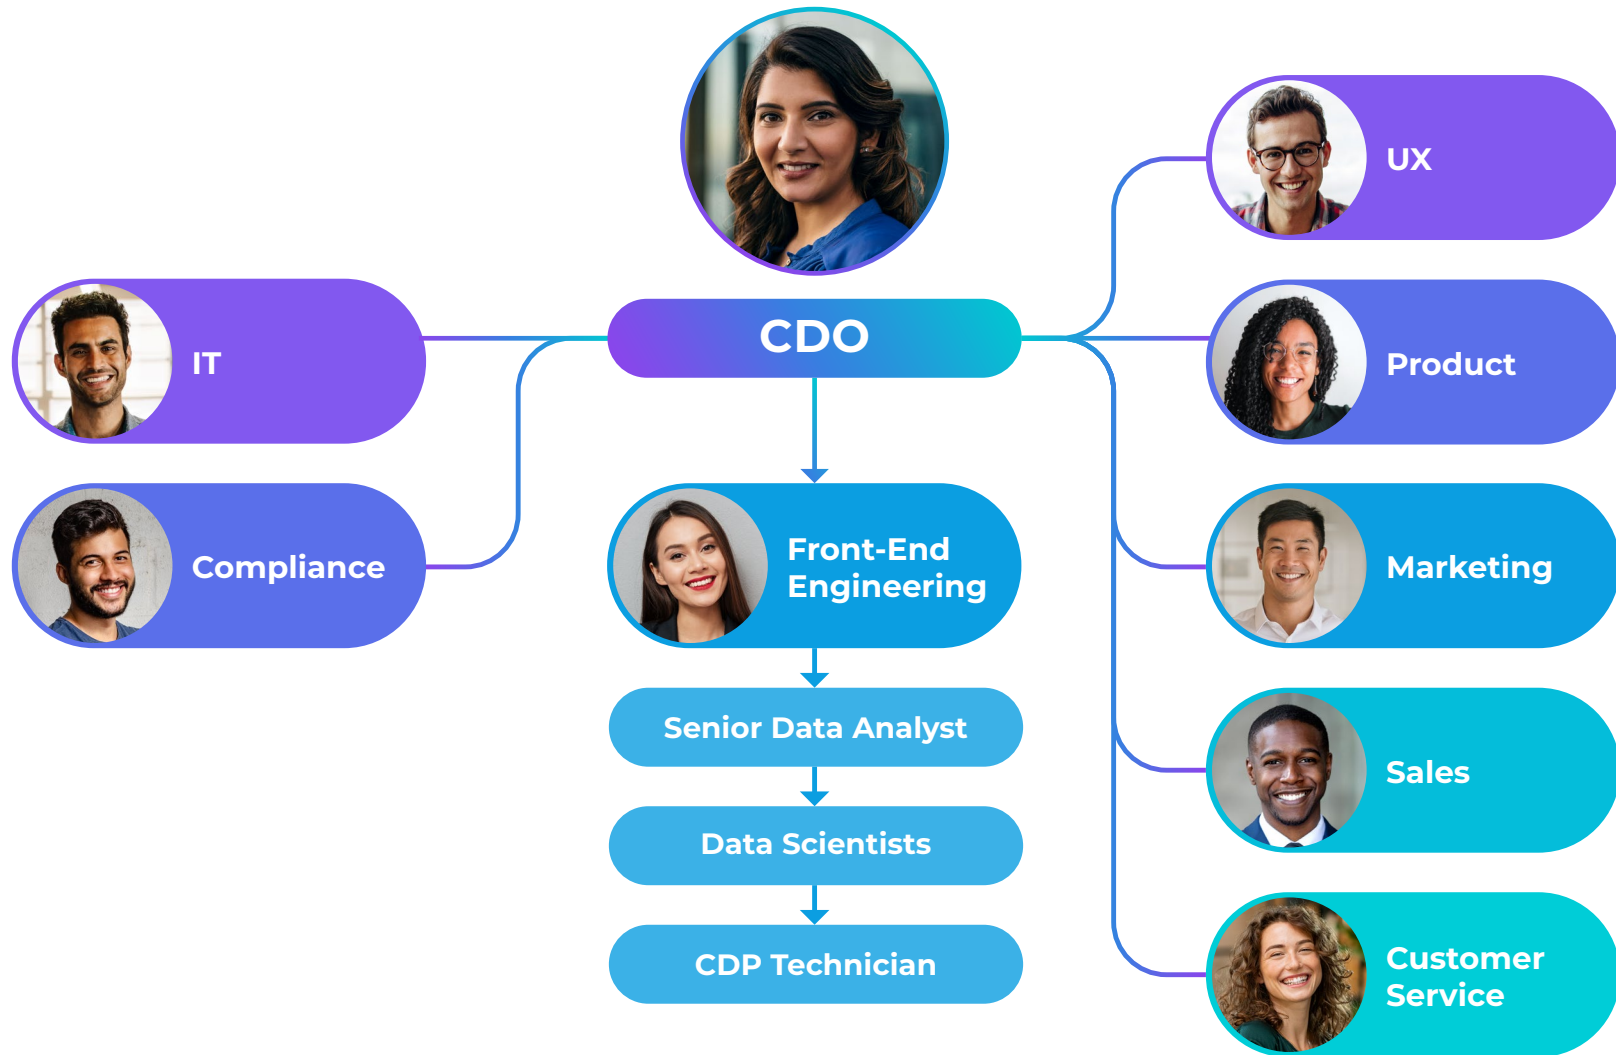 CDO
IT
Compliance
Front-End
Engineering
Senior Data Analyst
Data Scientists
CDP Technician
UX
Product
Marketing
Sales
Customer
Service